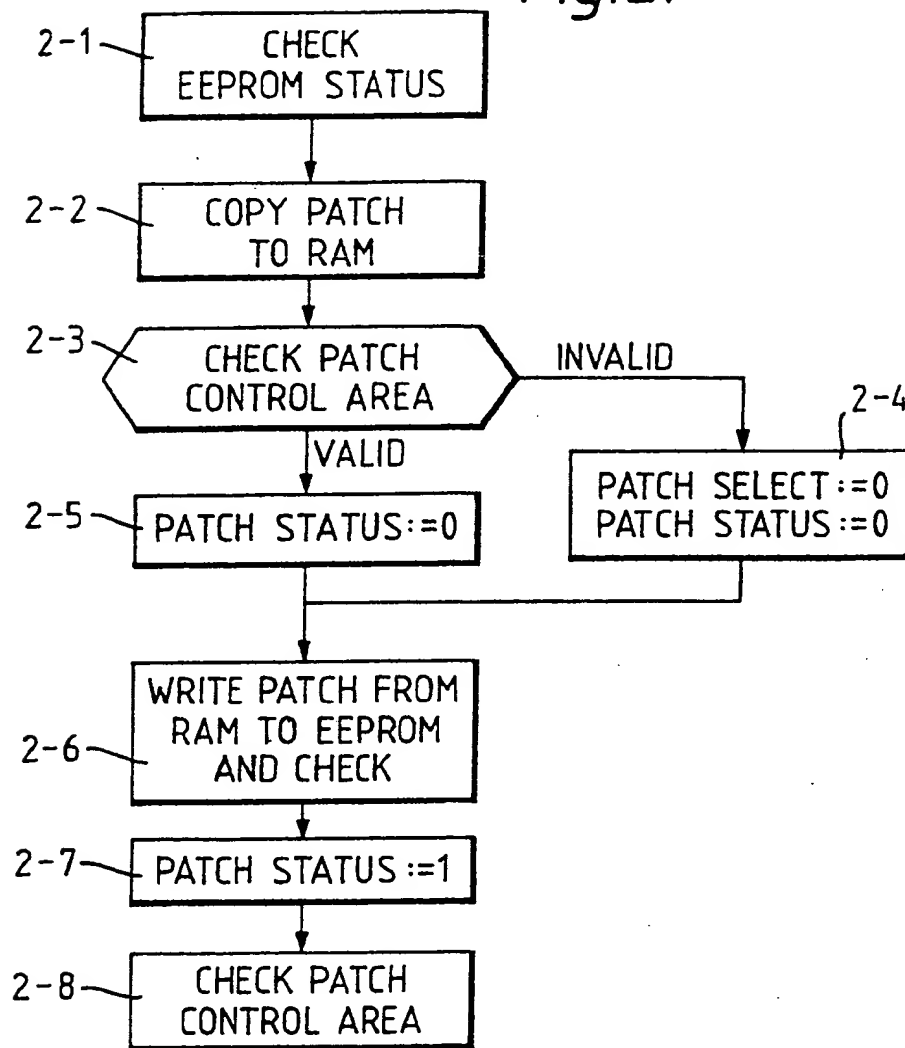 2-1
CHECK
EEPROM STATUS
2-2
COPY PATCH
TO RAM
2-3
CHECK PATCH
CONTROL AREA
INVALID
VALID
2-4
PATCH SELECT :=0
PATCH STATUS :=0
2-5
PATCH STATUS :=0
2-6
WRITE PATCH FROM
RAM TO EEPROM
AND CHECK
2-7
PATCH STATUS :=1
2-8
CHECK PATCH
CONTROL AREA